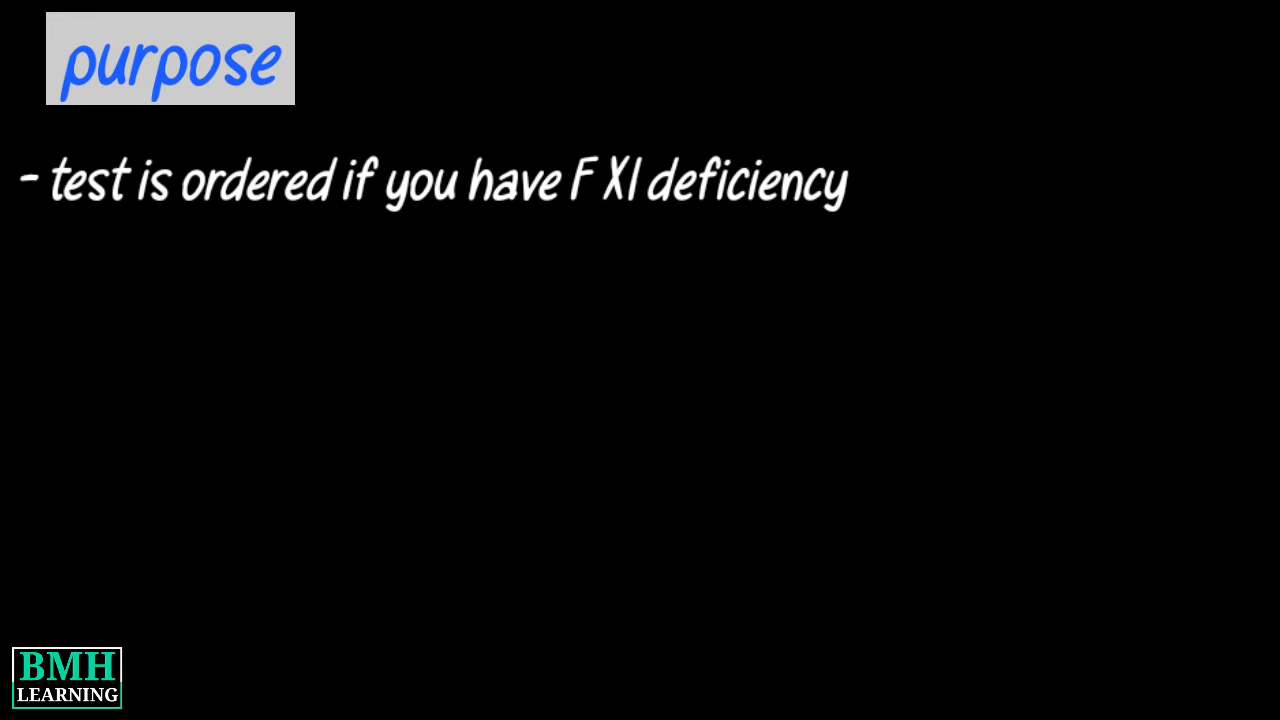 purpose
- test is ordered if you have F XI deficiency
BMH
LEARNING